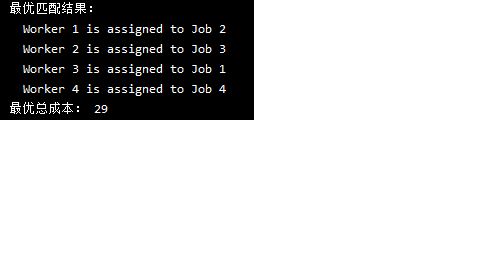 最优匹配结果:
Worker 1 is assigned to Job 2
Worker 2 is assigned to Job 3
Worker 3 is assigned to Job 1
Worker 4 is assigned to Job 4
最优总成本: 29